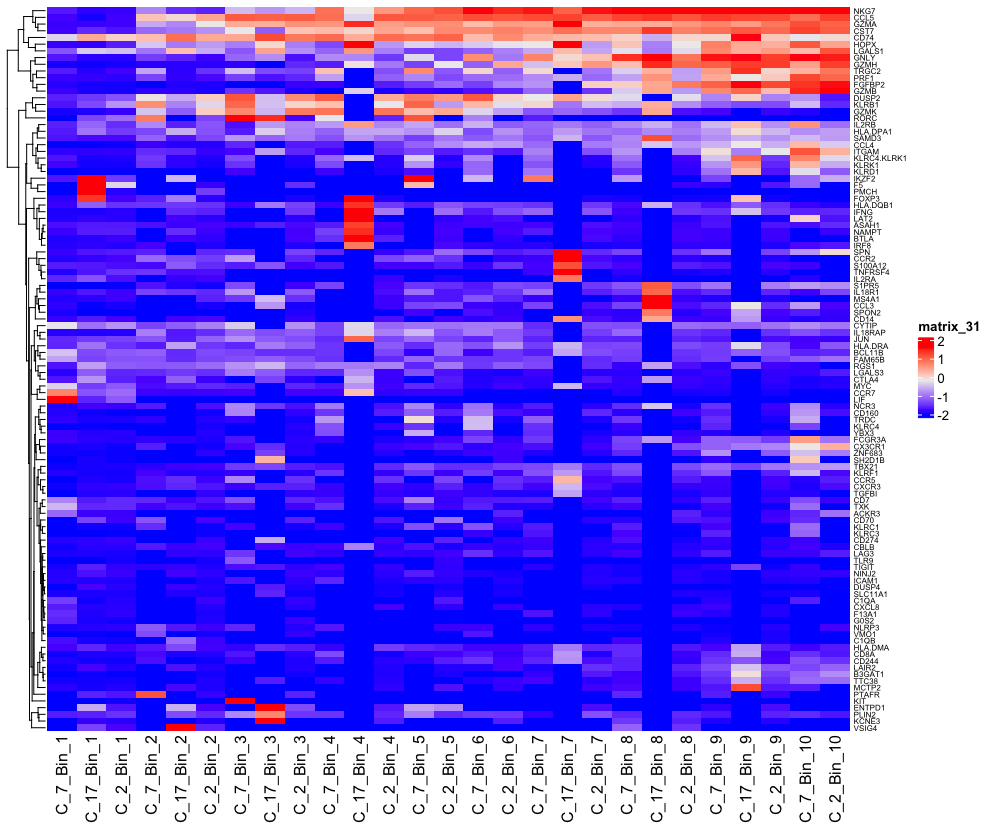 NKG7
CCL5
GZMA
CST7
CD74
HOPX
LGALS1
GNLY
GZMH
TRGC2
PRF1
FGFBP2
GZMB
DUSP2
KLRB1
GZMK
RORC
IL2RB
HLA.DPA1
SAMD3
CCL4
ITGAM
KLRC4.KLRK1
KLRK1
KLRD1
IKZF2
F5
PMCH
FOXP3
HLA.DQB1
IFNG
LAT2
ASAH1
NAMPT
BTLA
IRF8
SPN
CCR2
S100A12
TNFRSF4
IL2RA
S1PR5
IL18R1
MS4A1
CCL3
SPON2
CD14
CYTIP
IL18RAP
JUN
HLA.DRA
BCL11B
FAM65B
RGS1
LGALS3
CTLA4
MYC
CCR7
LIF
NCR3
CD160
TRDC
KLRC4
YBX3
FCGR3A
CX3CR1
ZNF683
SH2D1B
TBX21
KLRF1
CCR5
CXCR3
TGFBI
CD7
TXK
ACKR3
CD70
KLRC1
KLRC3
CD274
CBLB
LAG3
TLR9
TIGIT
NINJ2
ICAM1
DUSP4
SLC11A1
C1QA
CXCL8
F13A1
G0S2
NLRP3
VMO1
C1QB
HLA.DMA
CD8A
CD244
LAIR2
B3GAT1
TTC38
MCTP2
PTAFR
KIT
ENTPD1
PLIN2
KCNE3
VSIG4
C_7_Bin_1
C_17_Bin_1
C_2_Bin_1
C_7_Bin_2
C_17_Bin_2
C_2_Bin_2
C_7_Bin_3
C_17_Bin_3
C_2_Bin_3
C_7_Bin_4
C_17_Bin_4
C_2_Bin_4
C_7_Bin_5
C_2_Bin_5
C_7_Bin_6
C_2_Bin_6
C_7_Bin_7
C_17_Bin_7
C_2_Bin_7
C_7_Bin_8
C_17_Bin_8
C_2_Bin_8
C_7_Bin_9
C_17_Bin_9
C_2_Bin_9
C_7_Bin_10
C_2_Bin_10
matrix_31
2
1
0
-1
-2